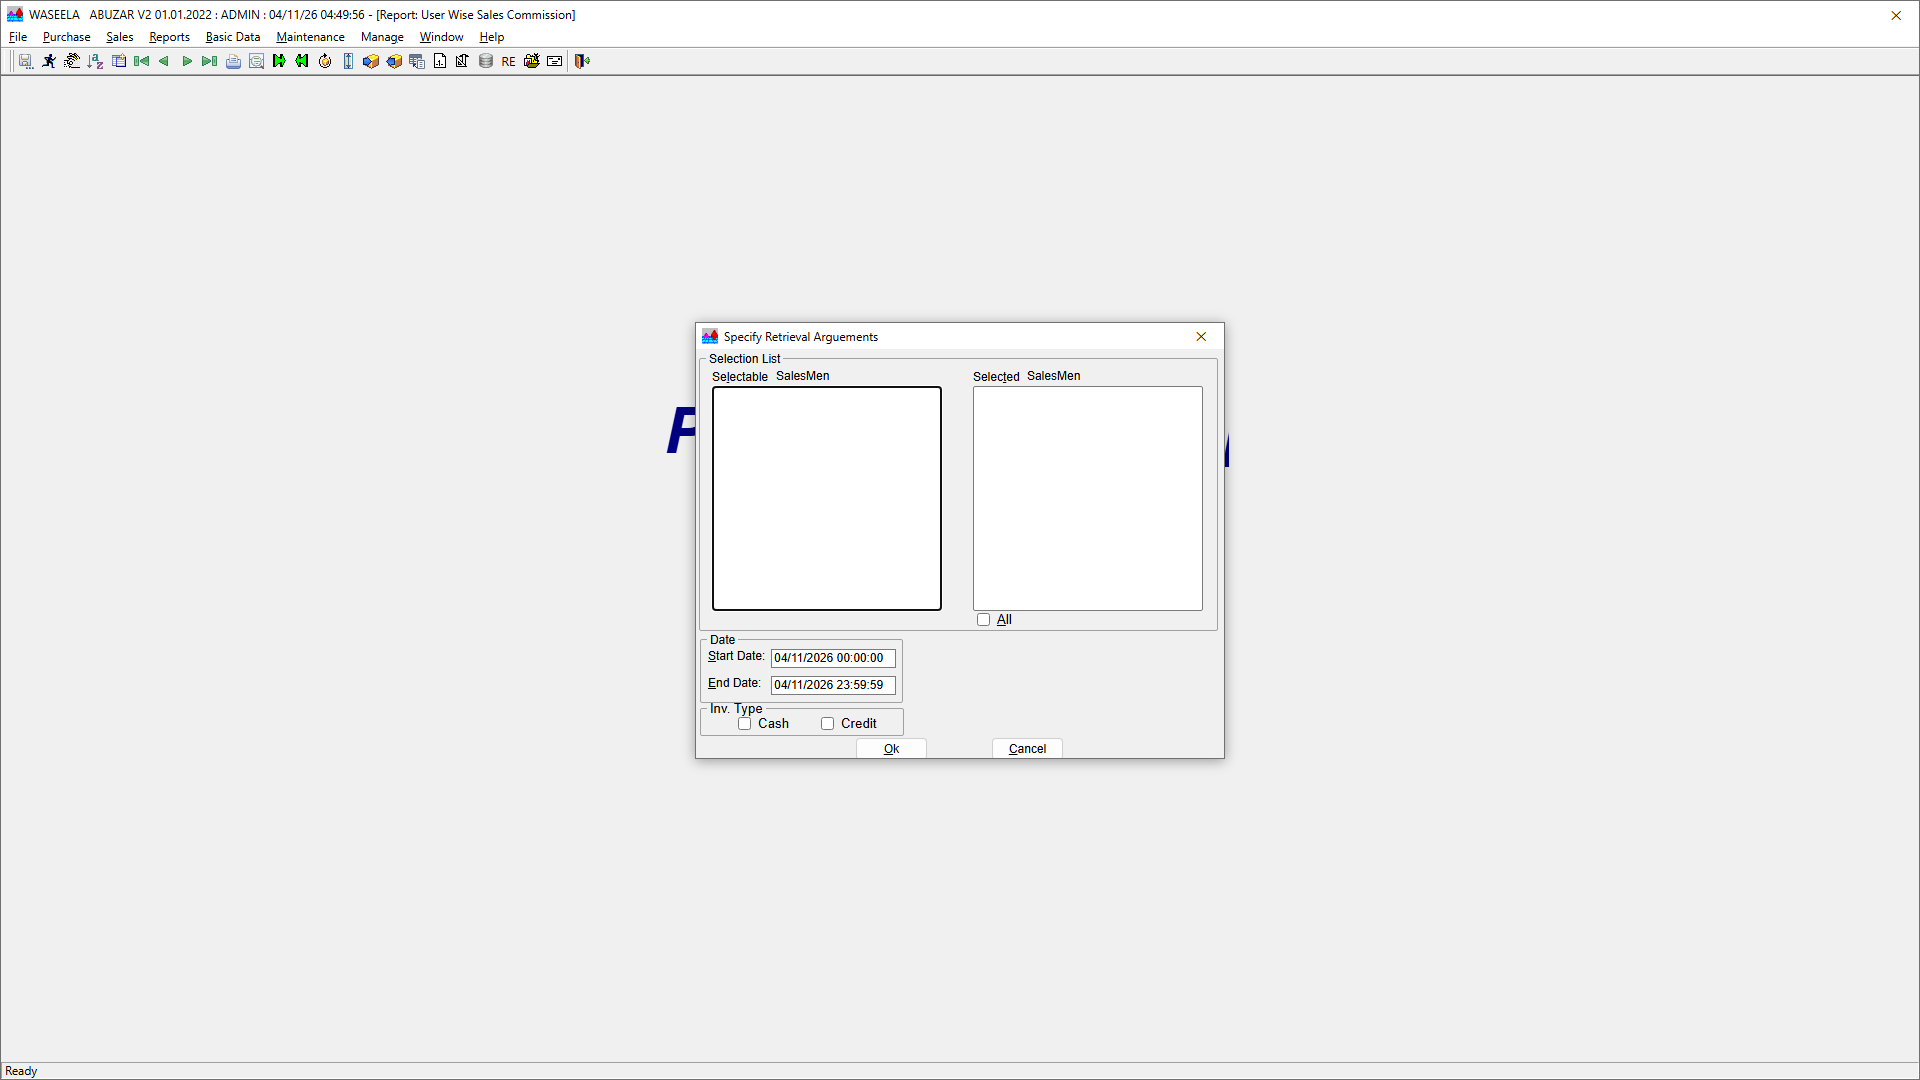 WASEELA ABUZAR V2 01.01.2022 : ADMIN : 04/11/26 04:49:56 - [Report: User Wise Sales Commission]
File Purchase Sales Reports Basic Data Maintenance Manage Window Help
RE
Specify Retrieval Arguements
Selection List
Selectable SalesMen
Selected SalesMen
All
Date
Start Date: 04/11/2026 00:00:00
End Date: 04/11/2026 23:59:59
Inv. Type
Cash Credit
Ok Cancel
Ready